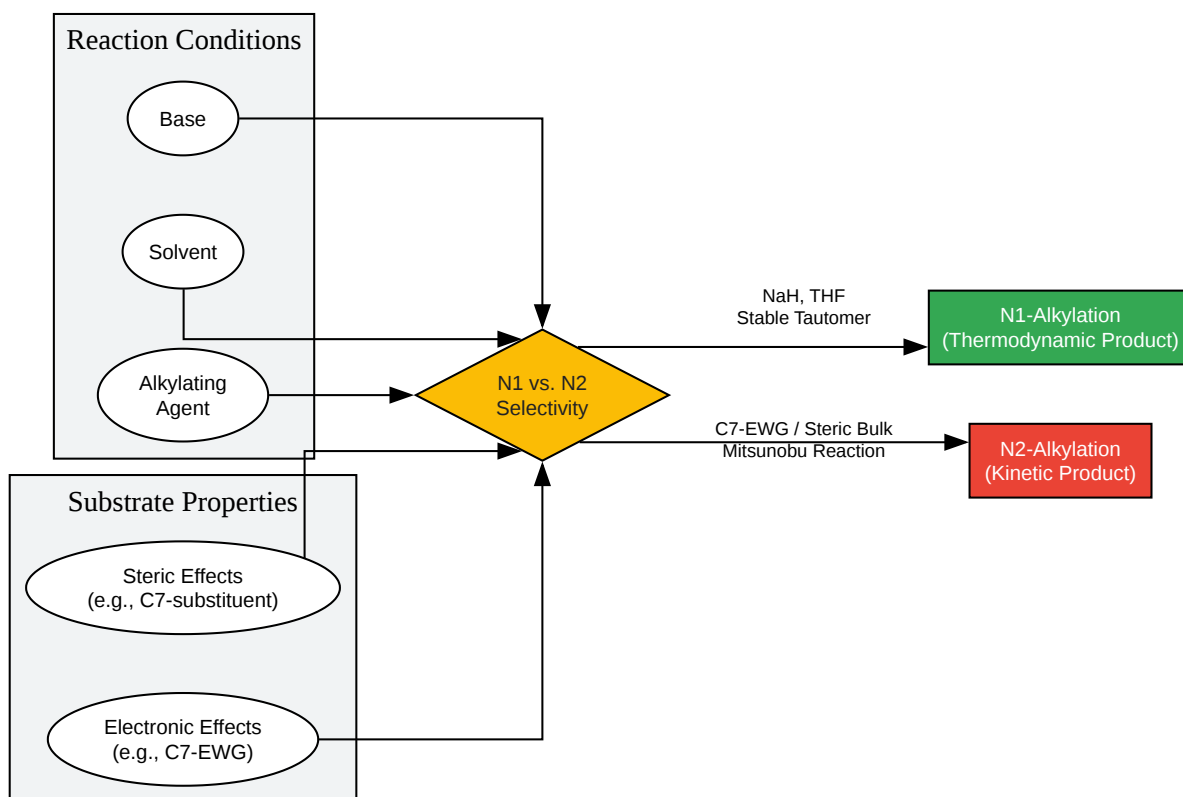 Reaction Conditions
Base
Solvent
Alkylating
Agent
Substrate Properties
Steric Effects
(e.g., C7-substituent)
Electronic Effects
(e.g., C7-EWG)
N1 vs. N2
Selectivity
NaH, THF
Stable Tautomer
C7-EWG / Steric Bulk
Mitsunobu Reaction
N1-Alkylation
(Thermodynamic Product)
N2-Alkylation
(Kinetic Product)